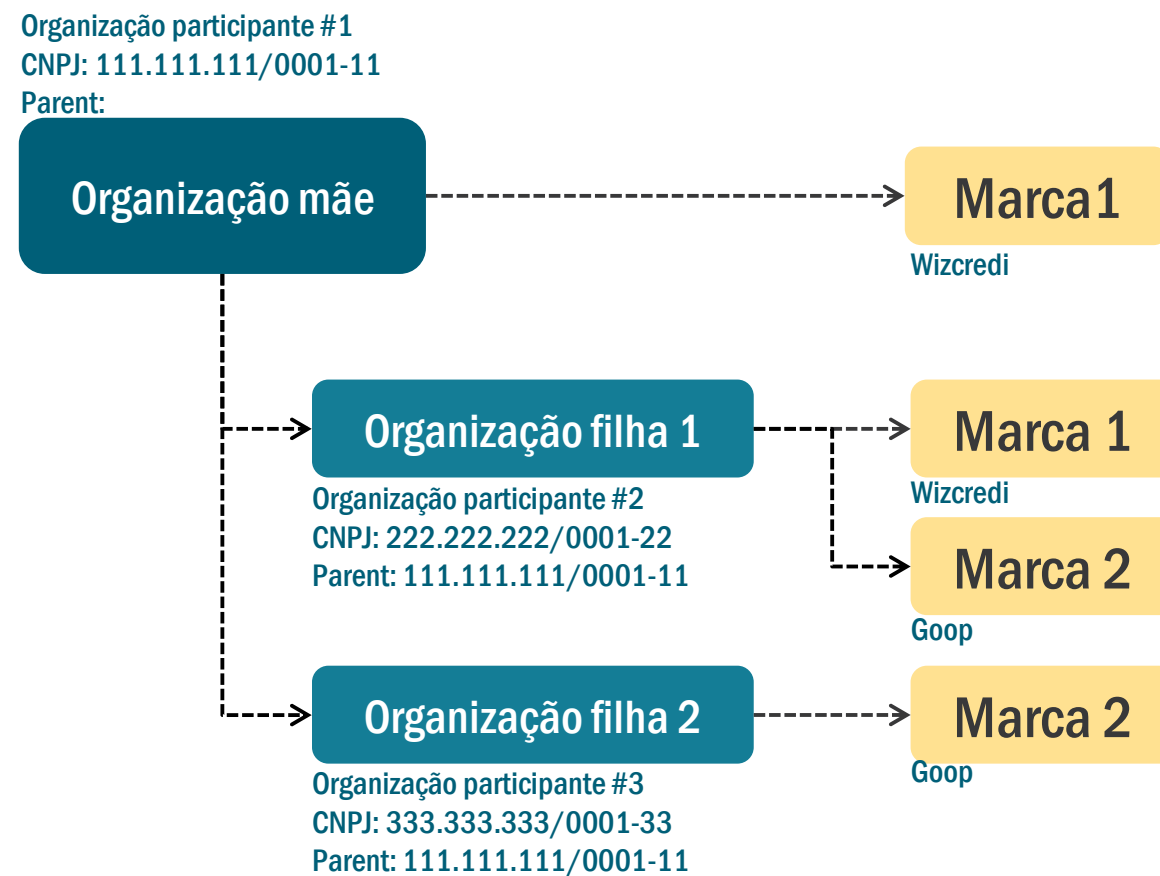 Organização participante #1
CNPJ: 111.111.111/0001-11
Parent:
Organização mãe
Marca1
Wizcredi
Organização filha 1
Organização participante #2
CNPJ: 222.222.222/0001-22
Parent: 111.111.111/0001-11
Marca 1
Wizcredi
Marca 2
Goop
Organização filha 2
Organização participante #3
CNPJ: 333.333.333/0001-33
Parent: 111.111.111/0001-11
Marca 2
Goop